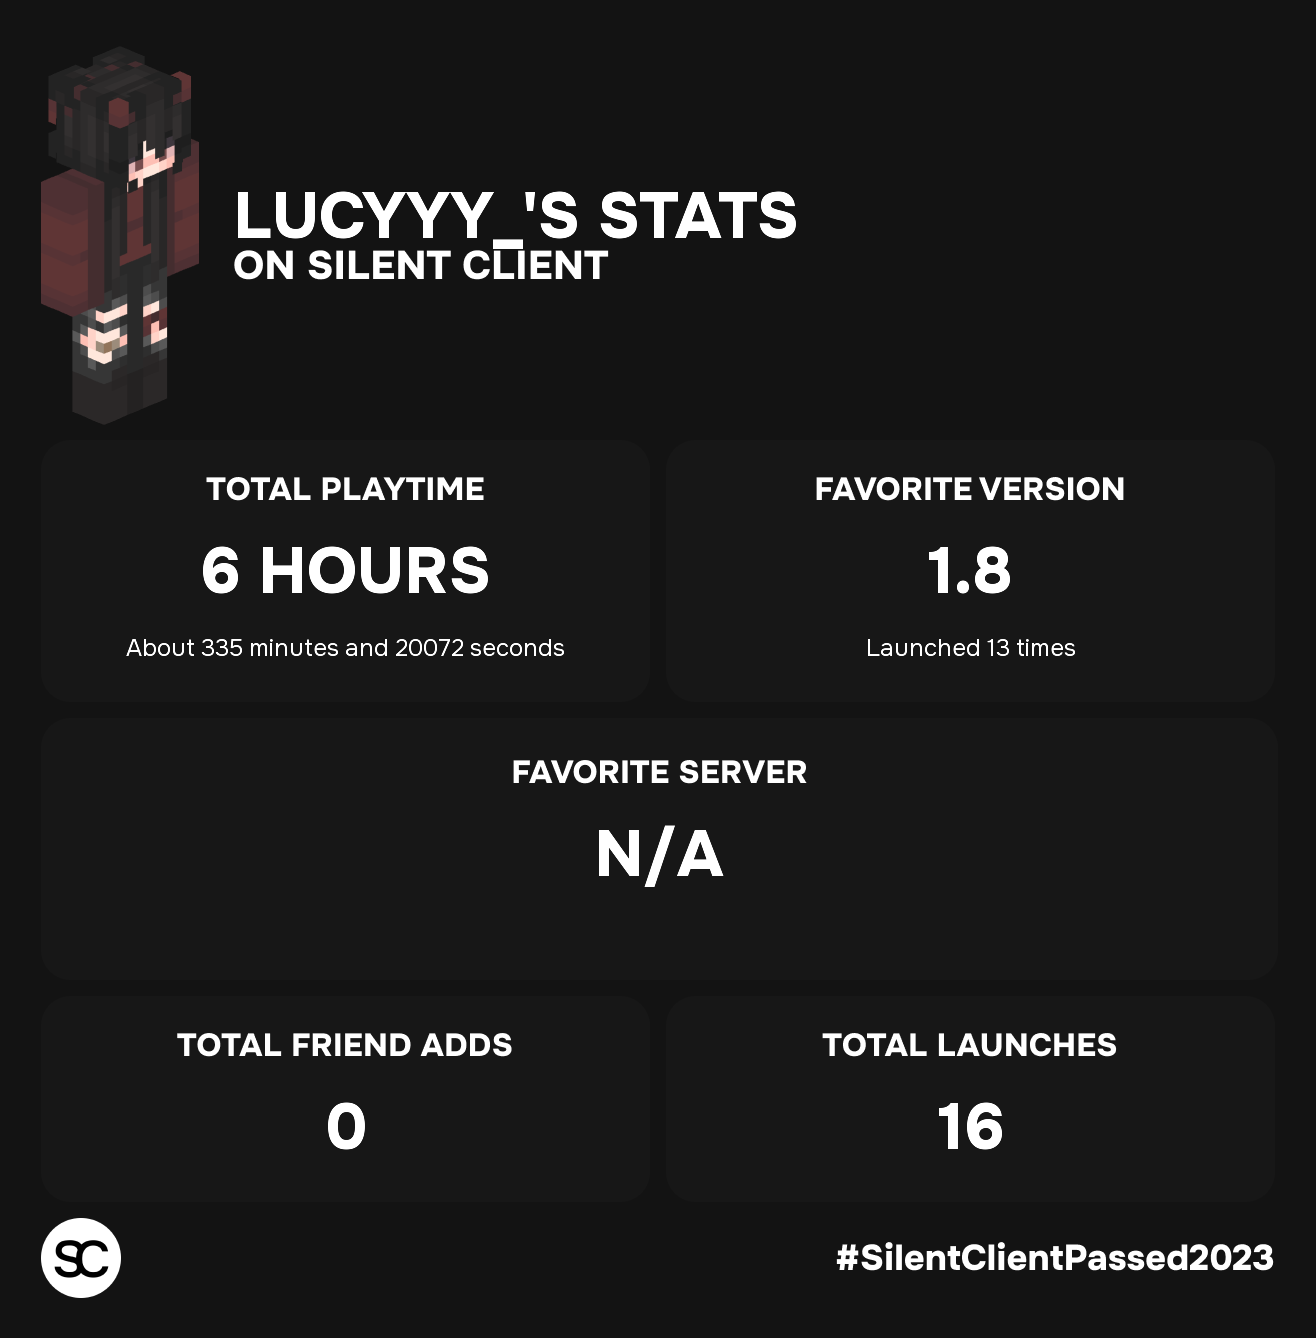 LUCYYY_'S STATS
ON SILENT CLIENT
TOTAL PLAYTIME
6 HOURS
About 335 minutes and 20072 seconds
FAVORITE VERSION
1.8
Launched 13 times
FAVORITE SERVER
N/A
TOTAL FRIEND ADDS
0
TOTAL LAUNCHES
16
SC
#SilentClientPassed2023